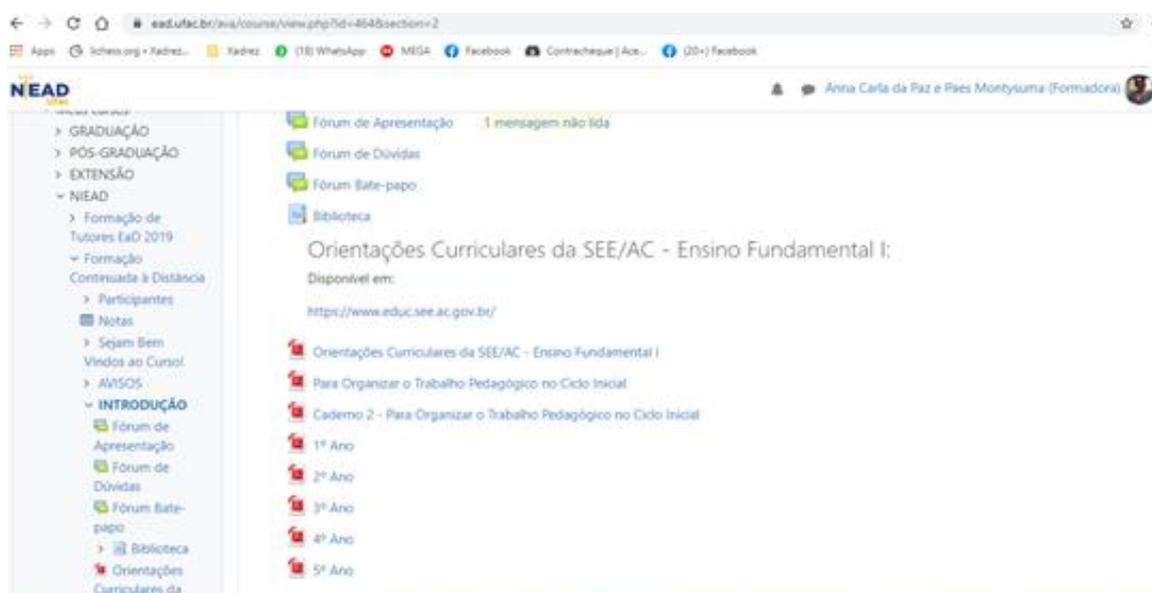 ead.ufac.br/ava/course/view.php?id=464&section=2
Apps lichess.org • Xadrez... Xadrez (18) WhatsApp MEGA Facebook Contracheque | Ace... (20+) Facebook
NIEAD
Anna Carla da Paz e Paes Montysuma (Formadora)
GRADUAÇÃO
PÓS-GRADUAÇÃO
EXTENSÃO
NIEAD
Formação de
Tutores EaD 2019
Formação
Continuada à Distância
Participantes
Notas
Sejam Bem
Vindos ao Curso!
AVISOS
INTRODUÇÃO
Fórum de
Apresentação
Fórum de
Dúvidas
Fórum Bate-
papo
Biblioteca
Orientações
Curriculares da
Fórum de Apresentação 1 mensagem não lida
Fórum de Dúvidas
Fórum Bate-papo
Biblioteca
Orientações Curriculares da SEE/AC - Ensino Fundamental I:
Disponível em:
https://www.educ.see.ac.gov.br/
Orientações Curriculares da SEE/AC - Ensino Fundamental I
Para Organizar o Trabalho Pedagógico no Ciclo Inicial
Caderno 2 - Para Organizar o Trabalho Pedagógico no Ciclo Inicial
1º Ano
2º Ano
3º Ano
4º Ano
5º Ano